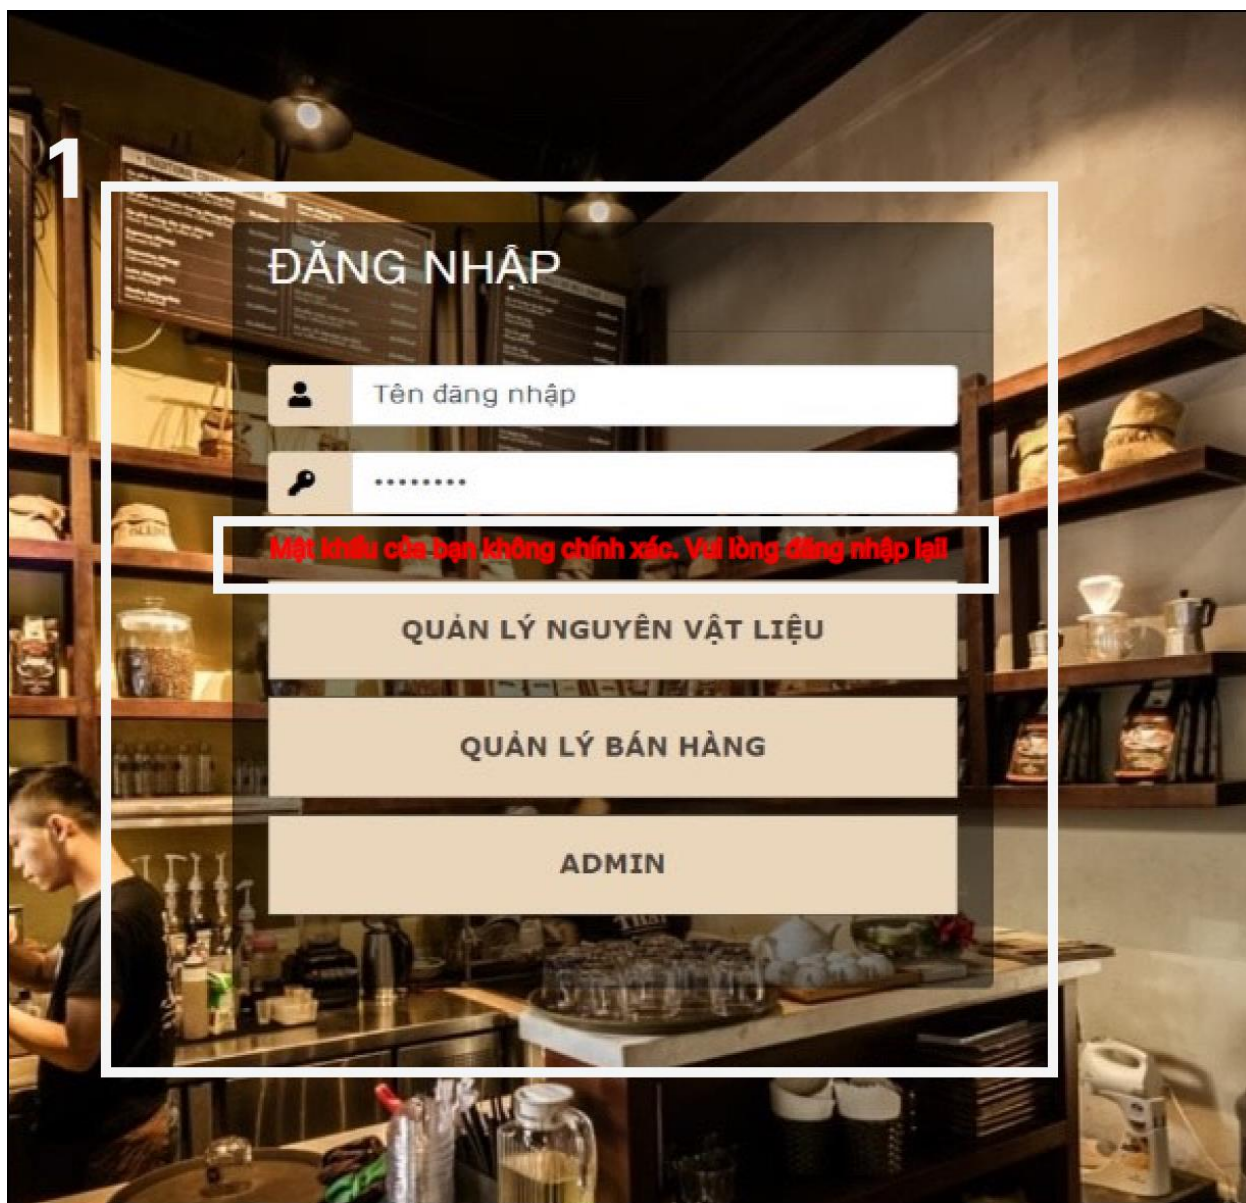 1
ĐĂNG NHẬP
Tên đăng nhập
••••••••
Mật khẩu của bạn không chính xác. Vui lòng đăng nhập lại!
QUẢN LÝ NGUYÊN VẬT LIỆU
QUẢN LÝ BÁN HÀNG
ADMIN